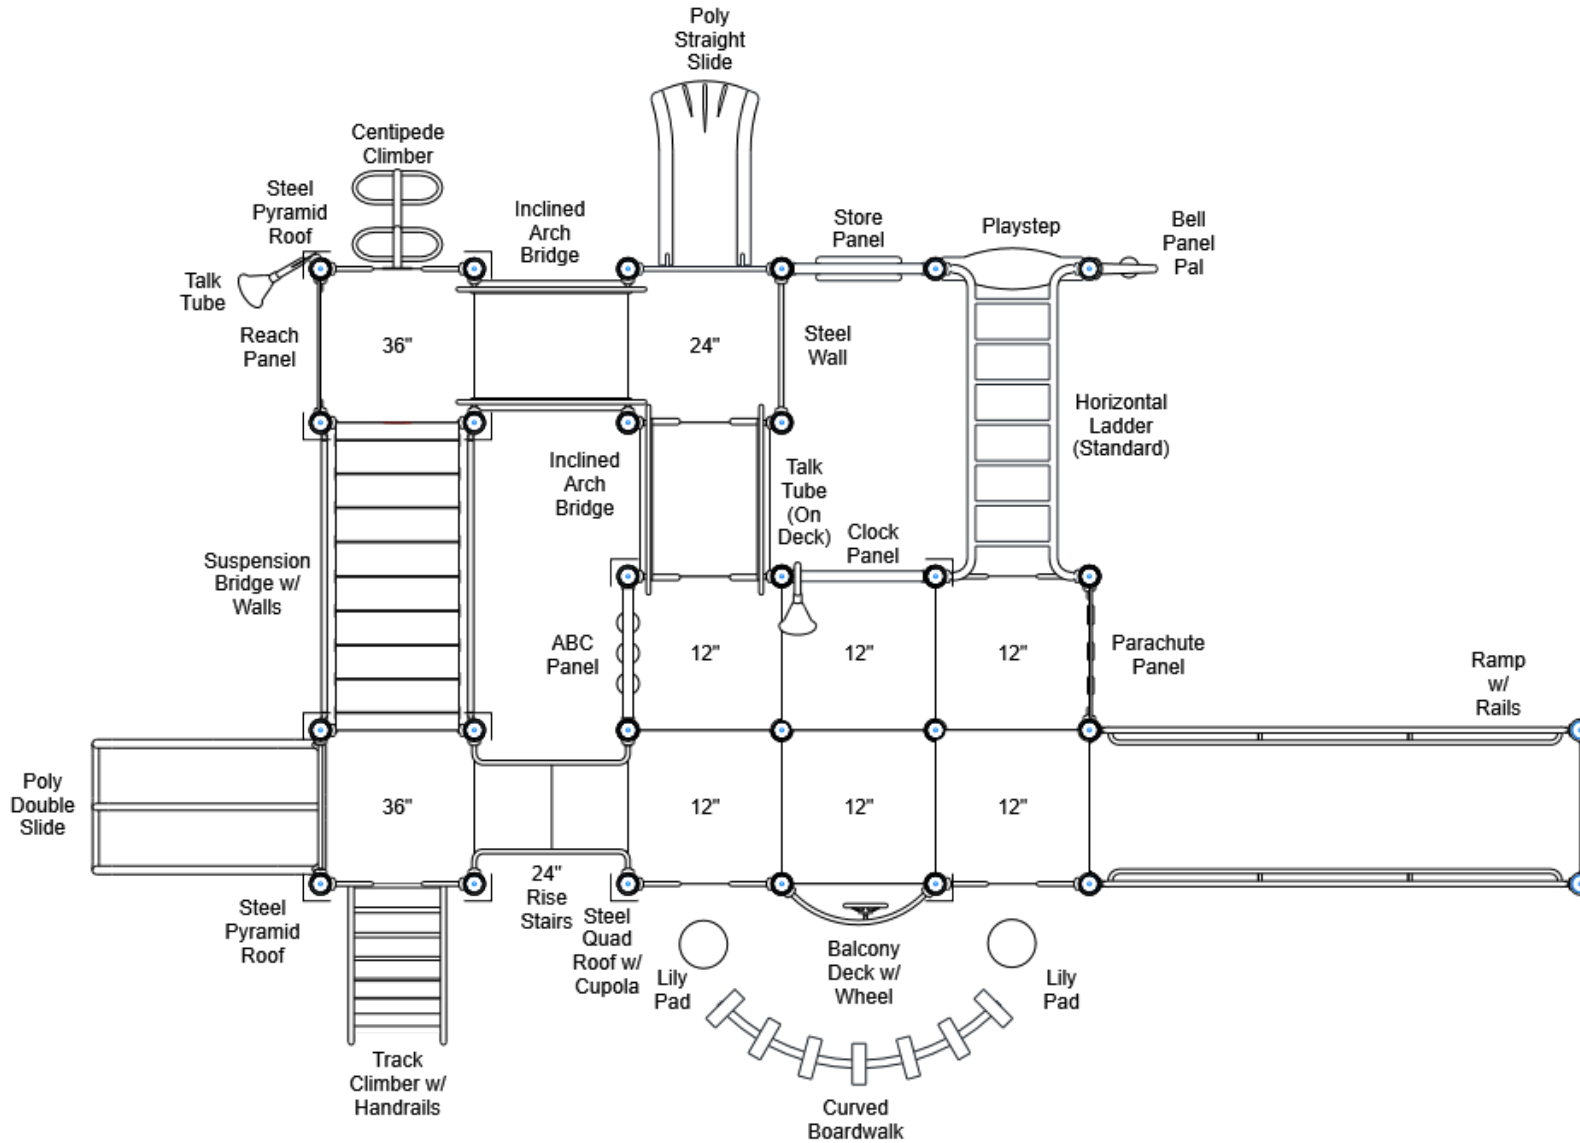 Poly
Straight
Slide
Centipede
Climber
Steel
Pyramid
Roof
Inclined
Arch
Bridge
Store
Panel
Playstep
Bell
Panel
Pal
Talk
Tube
Reach
Panel
36"
24"
Steel
Wall
Horizontal
Ladder
(Standard)
Inclined
Arch
Bridge
Talk
Tube
(On
Deck)
Clock
Panel
Suspension
Bridge w/
Walls
ABC
Panel
12"
12"
12"
Parachute
Panel
Ramp
w/
Rails
Poly
Double
Slide
36"
12"
12"
12"
24"
Rise
Stairs
Steel
Pyramid
Roof
Steel
Quad
Roof w/
Cupola
Lily
Pad
Balcony
Deck w/
Wheel
Lily
Pad
Track
Climber w/
Handrails
Curved
Boardwalk